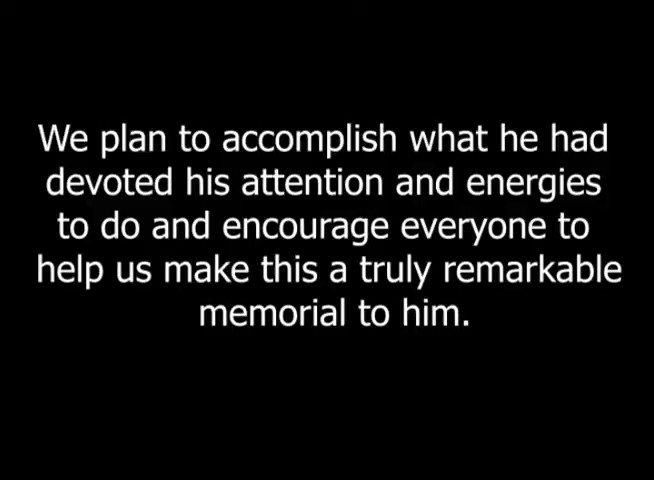 We plan to accomplish what he had
devoted his attention and energies
to do and encourage everyone to
help us make this a truly remarkable
memorial to him.